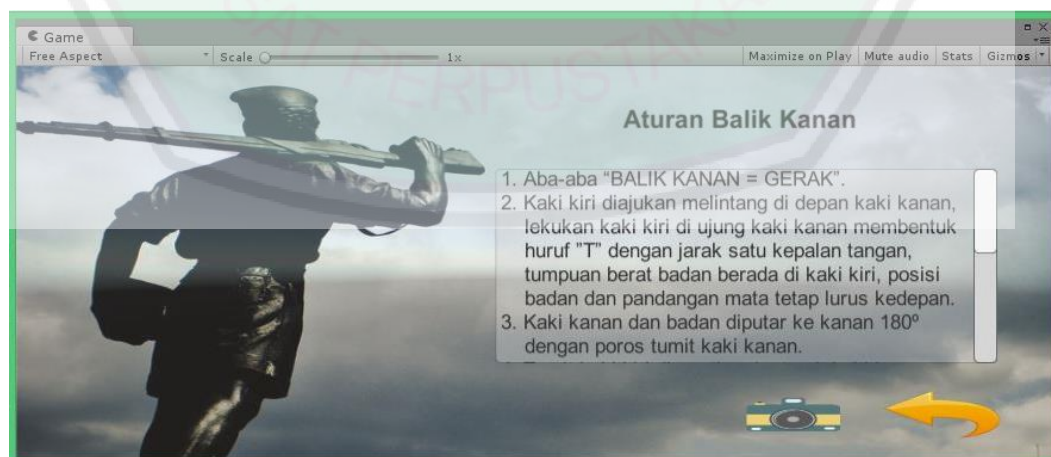 Game
Free Aspect Scale 1x Maximize on Play Mute audio Stats Gizmos
AT PERPUSTAKA
Aturan Balik Kanan
1. Aba-aba “BALIK KANAN = GERAK”.
2. Kaki kiri diajukan melintang di depan kaki kanan,
lekukan kaki kiri di ujung kaki kanan membentuk
huruf ”T” dengan jarak satu kepalan tangan,
tumpuan berat badan berada di kaki kiri, posisi
badan dan pandangan mata tetap lurus kedepan.
3. Kaki kanan dan badan diputar ke kanan 180º
dengan poros tumit kaki kanan.